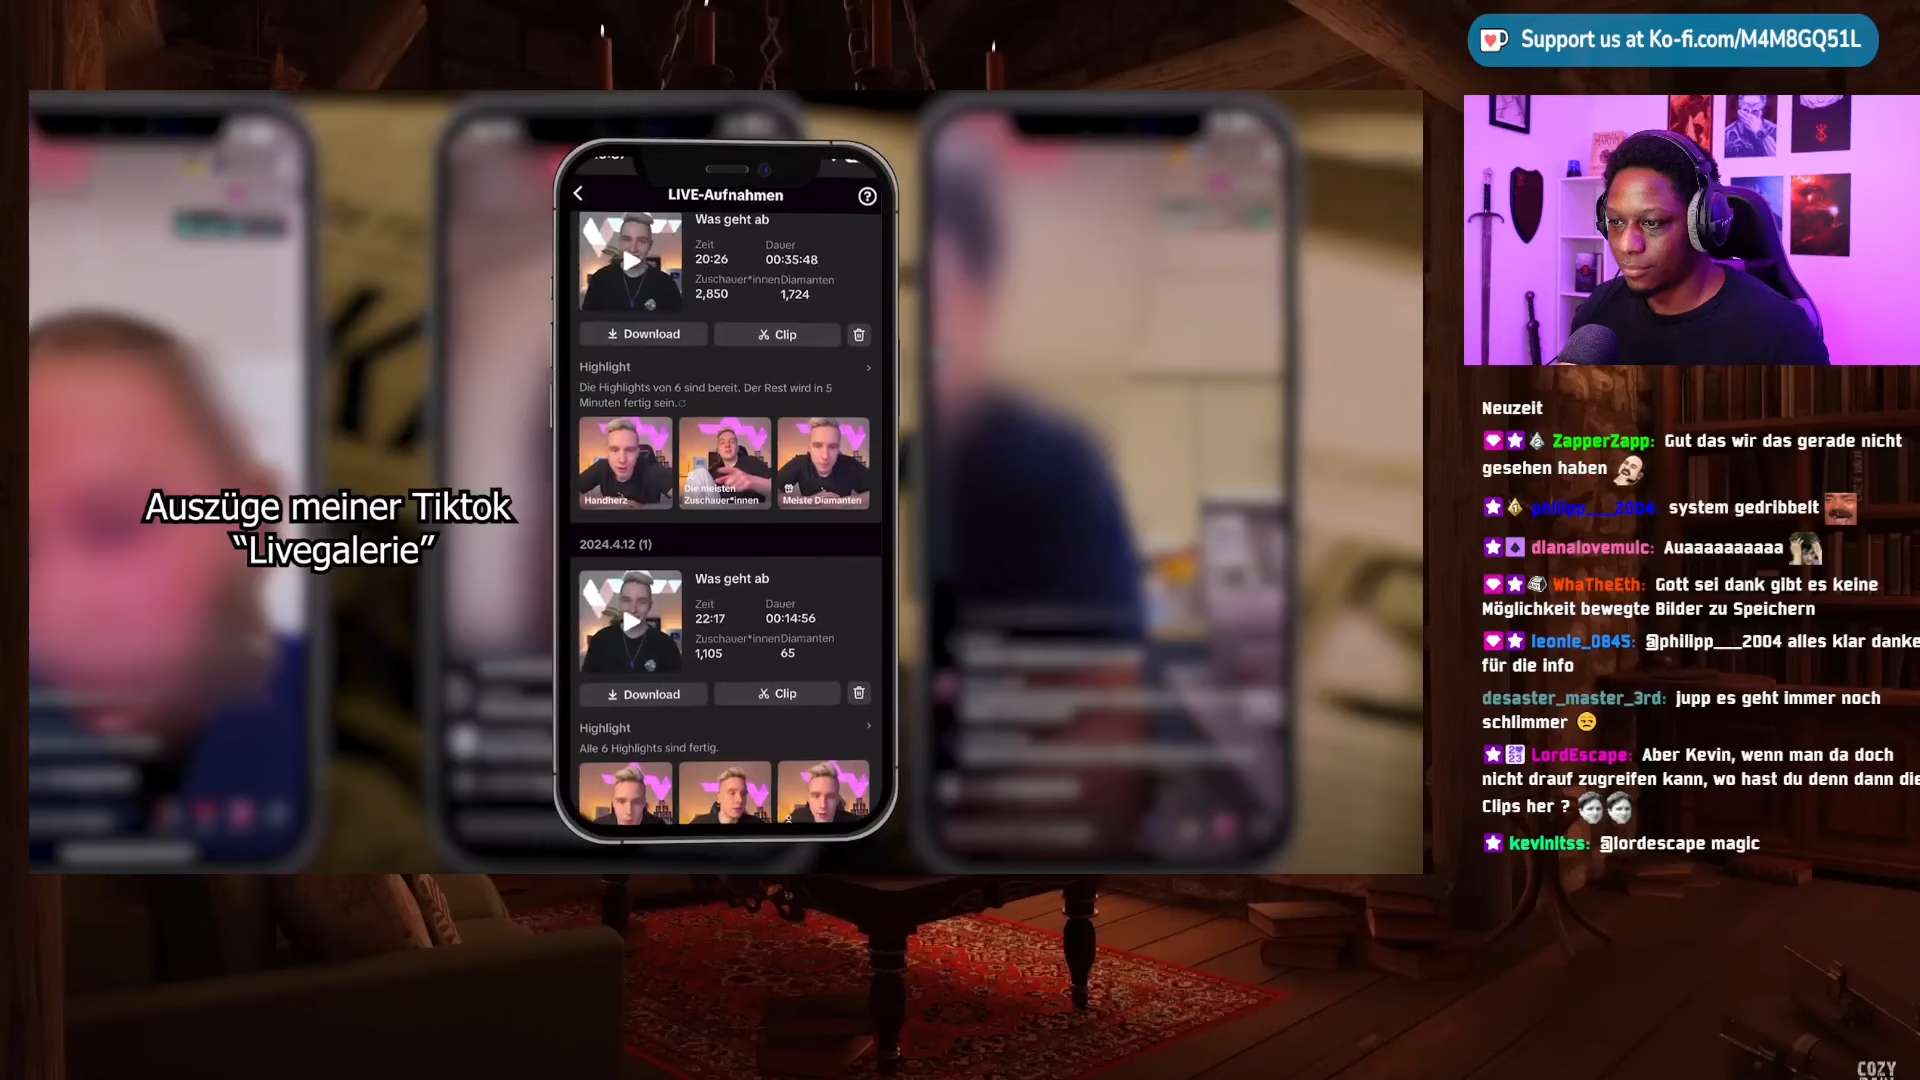 Support us at Ko-fi.com/M4M8GQ51L
LIVE-Aufnahmen
Was geht ab
Zeit Dauer
20:26 00:35:48
Zuschauer*innen Diamanten
2,850 1,724
Download Clip
Highlight
Die Highlights von 6 sind bereit. Der Rest wird in 5
Minuten fertig sein.
Handherz
Die meisten
Zuschauer*innen
Meiste Diamanten
2024.4.12 (1)
Was geht ab
Zeit Dauer
22:17 00:14:56
Zuschauer*innen Diamanten
1,105 65
Download Clip
Highlight
Alle 6 Highlights sind fertig.
Auszüge meiner Tiktok
“Livegalerie”
Neuzeit
ZapperZapp: Gut das wir das gerade nicht
gesehen haben
philipp___2004: system gedribbelt
dianalovemulc: Auaaaaaaaaaa
WhaTheEth: Gott sei dank gibt es keine
Möglichkeit bewegte Bilder zu Speichern
leonie_0845: @philipp___2004 alles klar danke
für die info
desaster_master_3rd: jupp es geht immer noch
schlimmer
LordEscape: Aber Kevin, wenn man da doch
nicht drauf zugreifen kann, wo hast du denn dann die
Clips her ?
kevinitss: @lordescape magic
COZY